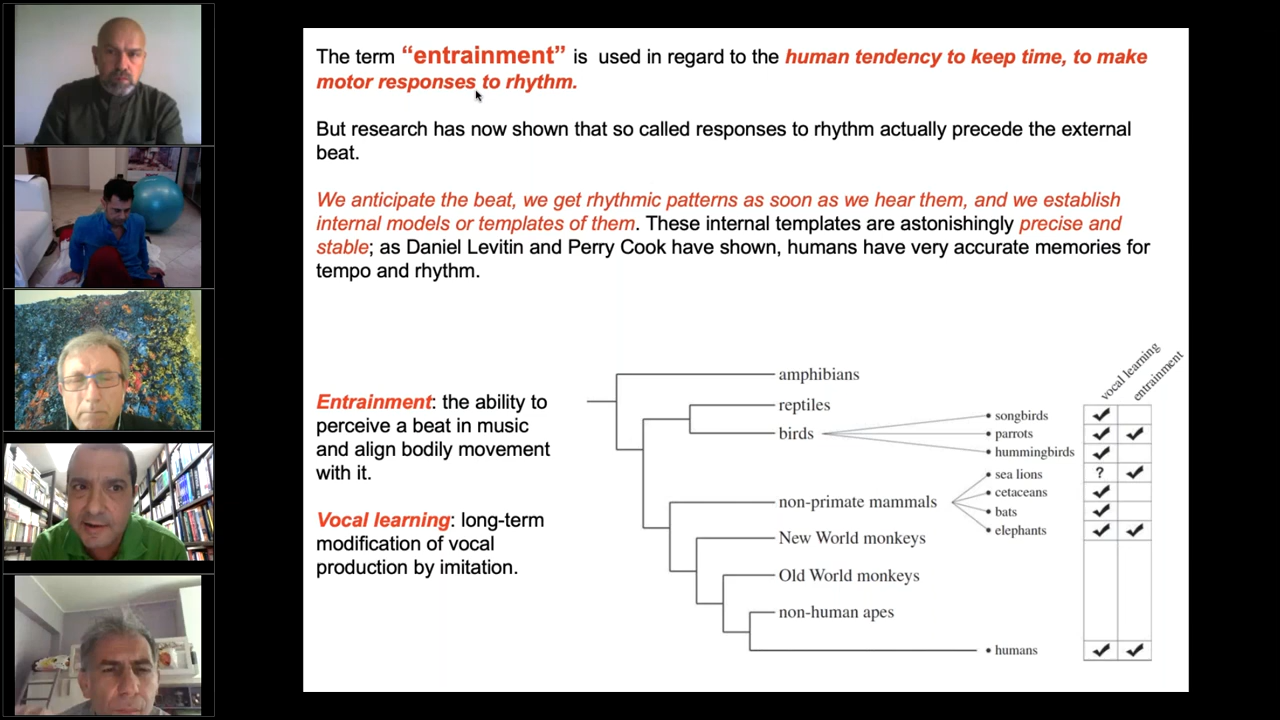 The term “entrainment” is used in regard to the human tendency to keep time, to make
motor responses to rhythm.
But research has now shown that so called responses to rhythm actually precede the external
beat.
We anticipate the beat, we get rhythmic patterns as soon as we hear them, and we establish
internal models or templates of them. These internal templates are astonishingly precise and
stable; as Daniel Levitin and Perry Cook have shown, humans have very accurate memories for
tempo and rhythm.
Entrainment: the ability to
perceive a beat in music
and align bodily movement
with it.
Vocal learning: long-term
modification of vocal
production by imitation.
vocal learning
entrainment
amphibians
reptiles
birds
songbirds
parrots
hummingbirds
sea lions ?
cetaceans
bats
elephants
non-primate mammals
New World monkeys
Old World monkeys
non-human apes
humans